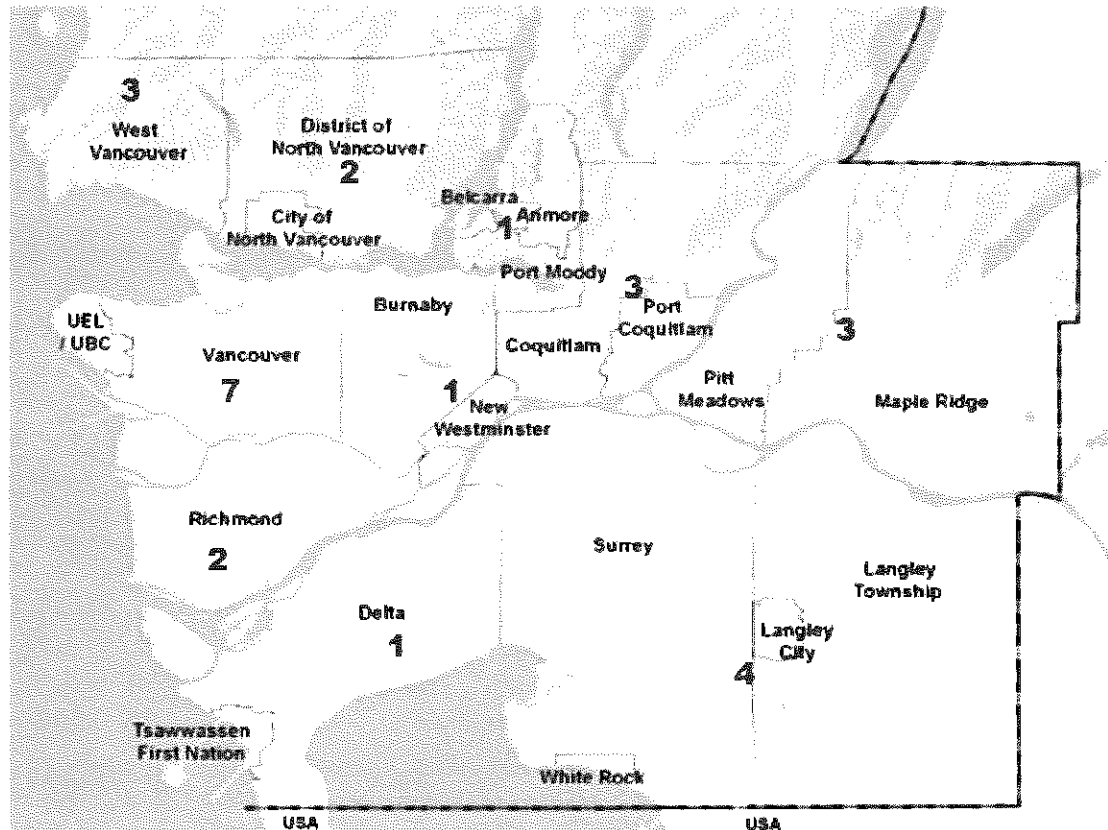 3
West
Vancouver
District of
North Vancouver
2
Belcarra
Anmore
1
City of
North Vancouver
Port Moody
3
Port
Coquitlam
Burnaby
UEL
/ UBC
Vancouver
7
Coquitlam
1
New
Westminster
Pitt
Meadows
3
Maple Ridge
Richmond
2
Surrey
Langley
Township
Delta
1
Langley
City
4
Tsawwassen
First Nation
White Rock
USA
USA